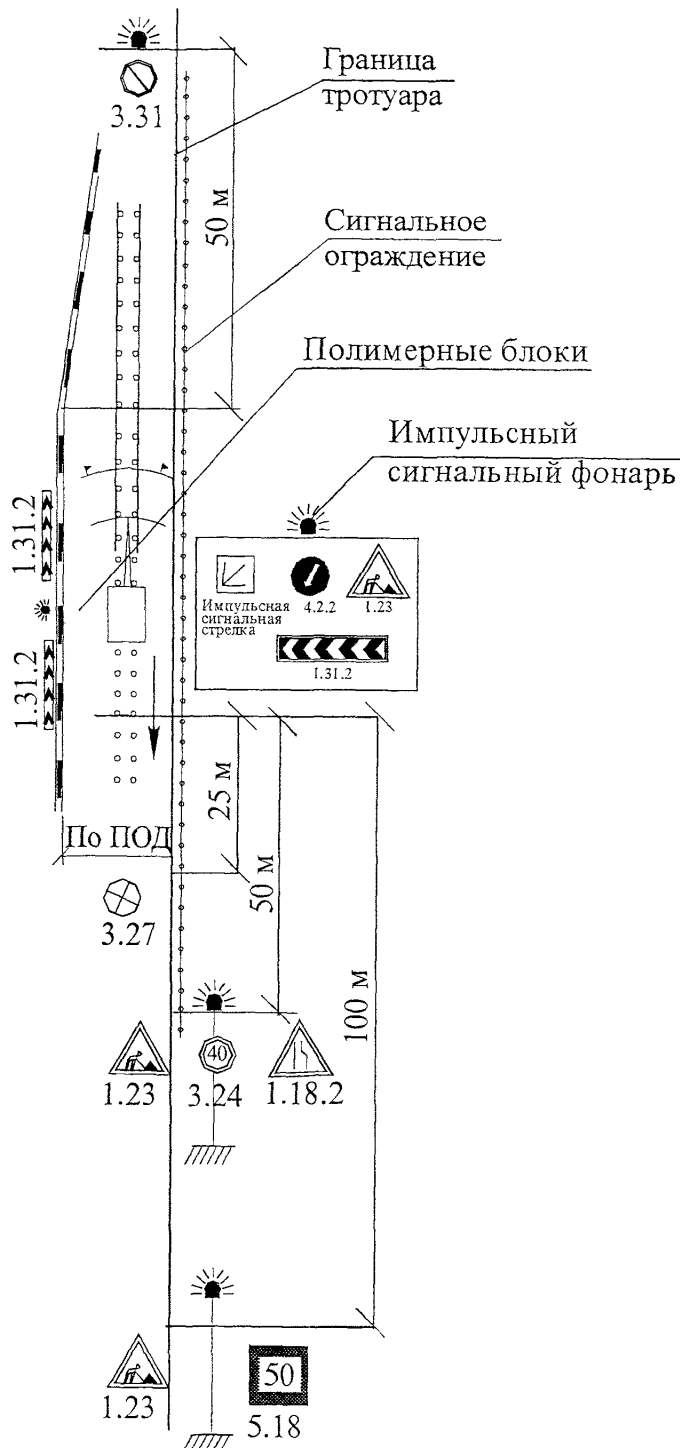 3.31
Граница
тротуара
50 м
Сигнальное
ограждение
Полимерные блоки
Импульсный
сигнальный фонарь
1.31.2
Импульсная
сигнальная
стрелка
4.2.2
1.23
1.31.2
1.31.2
25 м
По ПОД
50 м
3.27
100 м
40
1.23
3.24
1.18.2
50
1.23
5.18